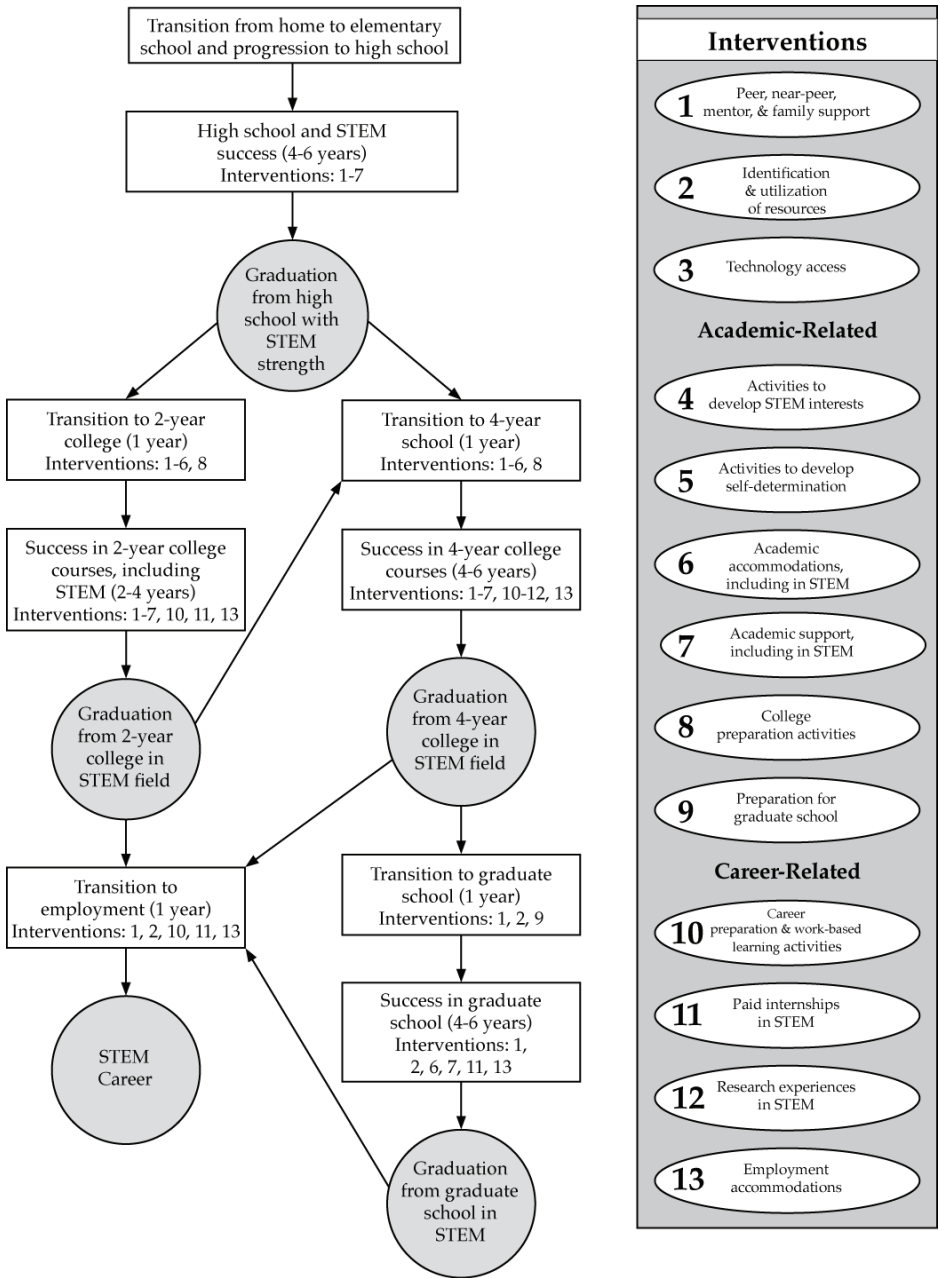 Transition from home to elementary
school and progression to high school
High school and STEM
success (4-6 years)
Interventions: 1-7
Graduation
from high
school with
STEM
strength
Transition to 2-year
college (1 year)
Interventions: 1-6, 8
Transition to 4-year
school (1 year)
Interventions: 1-6, 8
Success in 2-year college
courses, including
STEM (2-4 years)
Interventions: 1-7, 10, 11, 13
Success in 4-year college
courses (4-6 years)
Interventions: 1-7, 10-12, 13
Graduation
from 2-year
college in
STEM field
Graduation
from 4-year
college in
STEM field
Transition to
employment (1 year)
Interventions: 1, 2, 10, 11, 13
Transition to graduate
school (1 year)
Interventions: 1, 2, 9
STEM
Career
Success in graduate
school (4-6 years)
Interventions: 1,
2, 6, 7, 11, 13
Graduation
from graduate
school in
STEM
Interventions
1
Peer, near-peer,
mentor, & family support
2
Identification
& utilization
of resources
3
Technology access
Academic-Related
4
Activities to
develop STEM interests
5
Activities to develop
self-determination
6
Academic
accommodations,
including in STEM
7
Academic support,
including in STEM
8
College
preparation activities
9
Preparation for
graduate school
Career-Related
10
Career
preparation & work-based
learning activities
11
Paid internships
in STEM
12
Research experiences
in STEM
13
Employment
accommodations